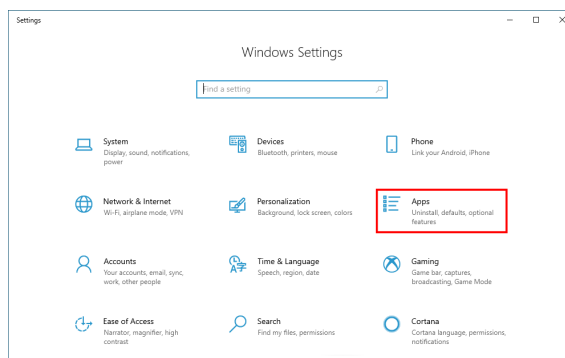 Settings
Windows Settings
Find a setting
System
Display, sound, notifications,
power
Devices
Bluetooth, printers, mouse
Phone
Link your Android, iPhone
Network & Internet
Wi-Fi, airplane mode, VPN
Personalization
Background, lock screen, colors
Apps
Uninstall, defaults, optional
features
Accounts
Your accounts, email, sync,
work, other people
Time & Language
Speech, region, date
Gaming
Game bar, captures,
broadcasting, Game Mode
Ease of Access
Narrator, magnifier, high
contrast
Search
Find my files, permissions
Cortana
Cortana language, permissions,
notifications